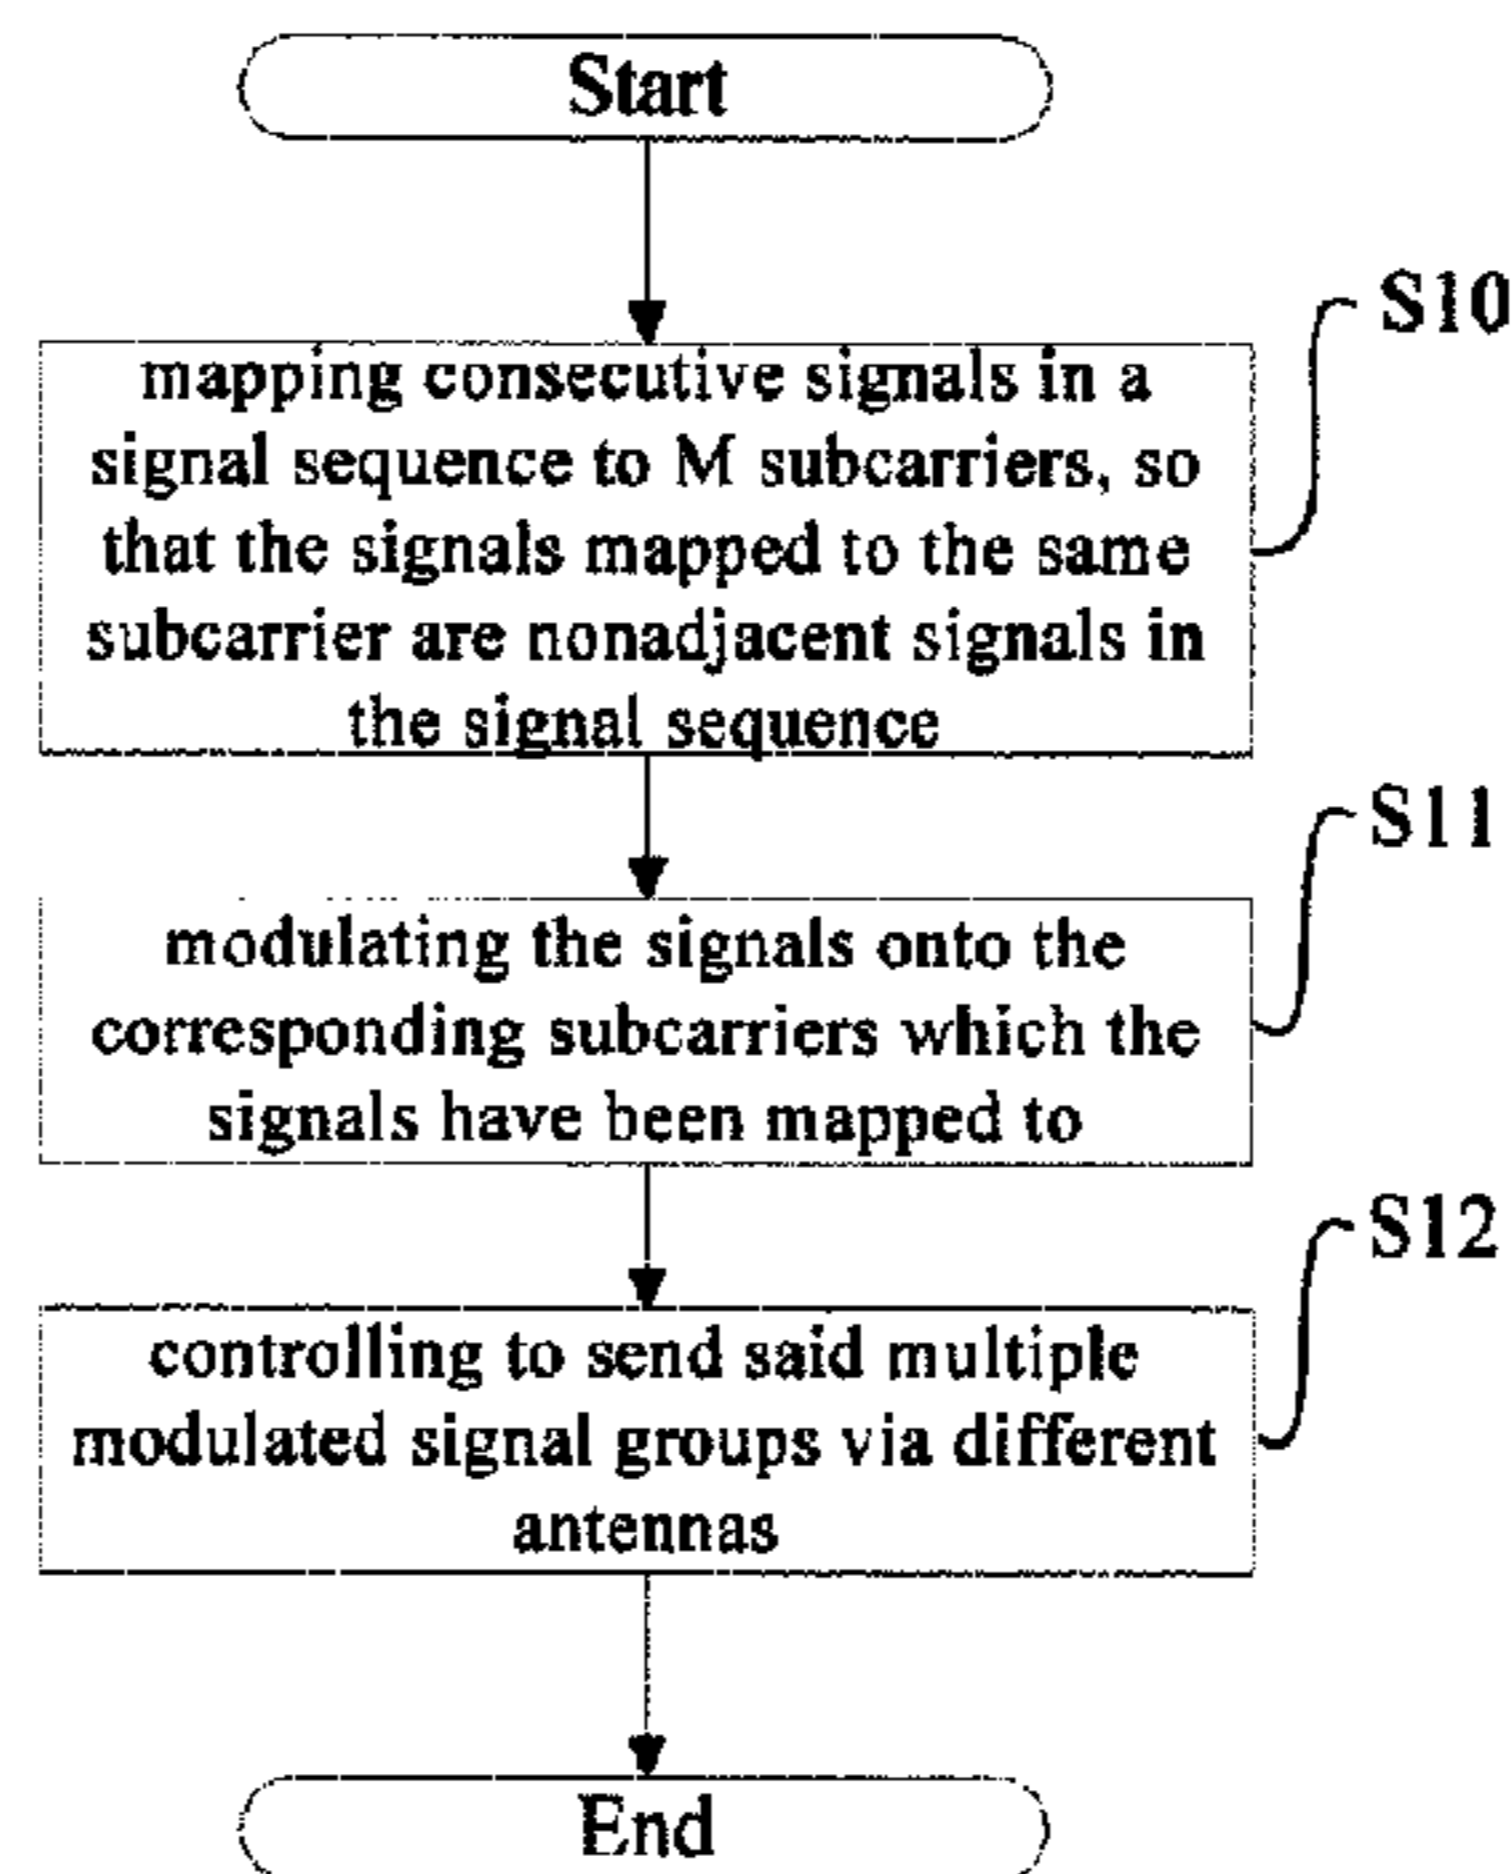 Start
S10
mapping consecutive signals in a
signal sequence to M subcarriers, so
that the signals mapped to the same
subcarrier are nonadjacent signals in
the signal sequence
S11
modulating the signals onto the
corresponding subcarriers which the
signals have been mapped to
S12
controlling to send said multiple
modulated signal groups via different
antennas
End